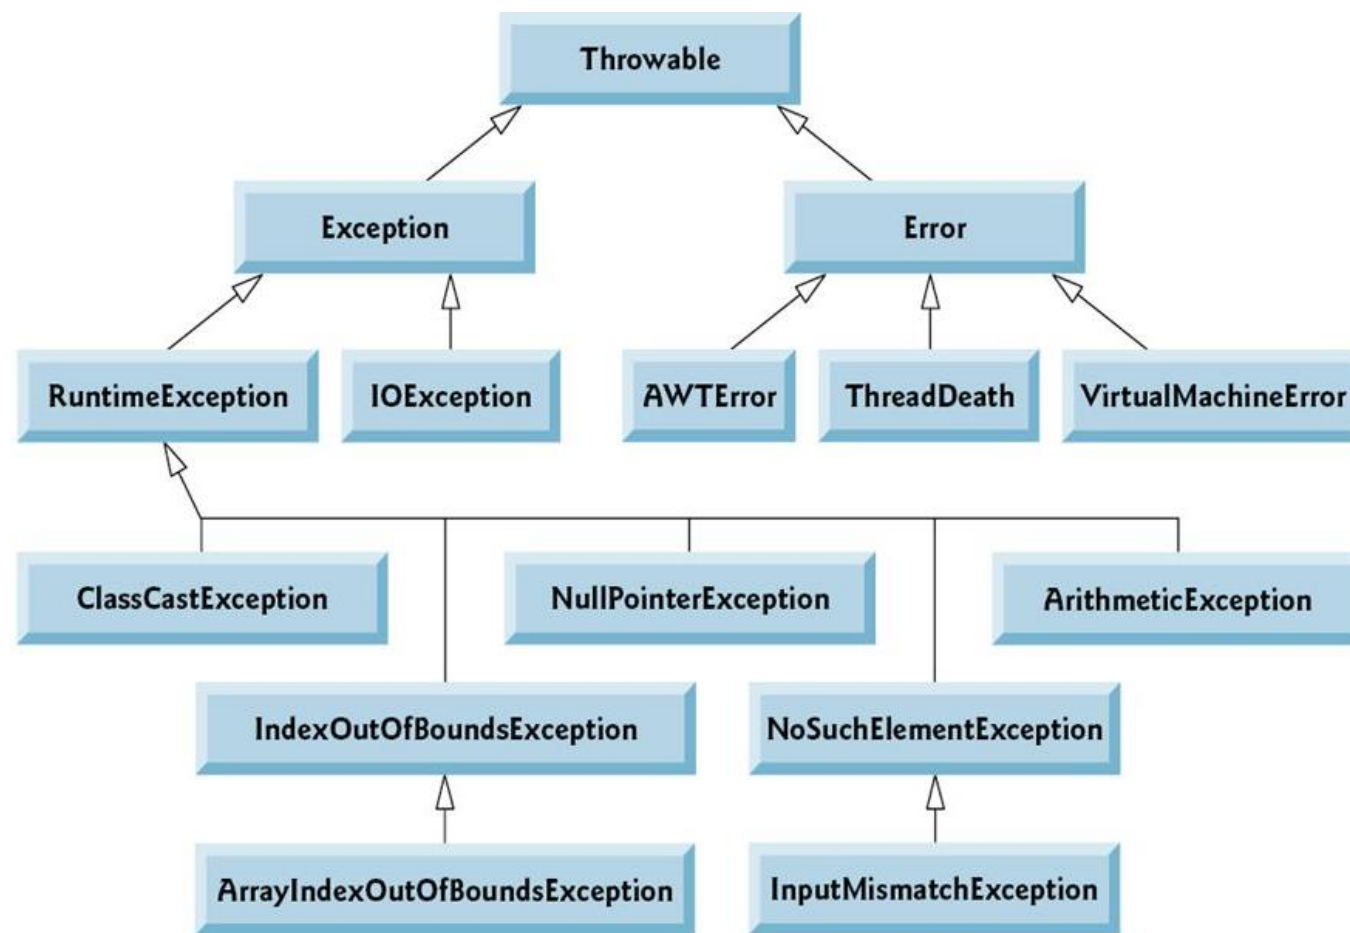 Throwable
Exception
Error
RuntimeException
IOException
AWTError
ThreadDeath
VirtualMachineError
ClassCastException
NullPointerException
ArithmeticException
IndexOutOfBoundsException
NoSuchElementException
ArrayIndexOutOfBoundsException
InputMismatchException